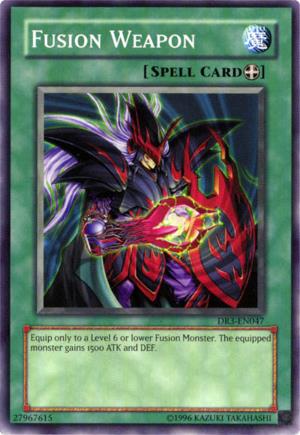 FUSION WEAPON
魔
[SPELL CARD]
DR3-EN047
Equip only to a Level 6 or lower Fusion Monster. The equipped
monster gains 1500 ATK and DEF.
27967615
©1996 KAZUKI TAKAHASHI